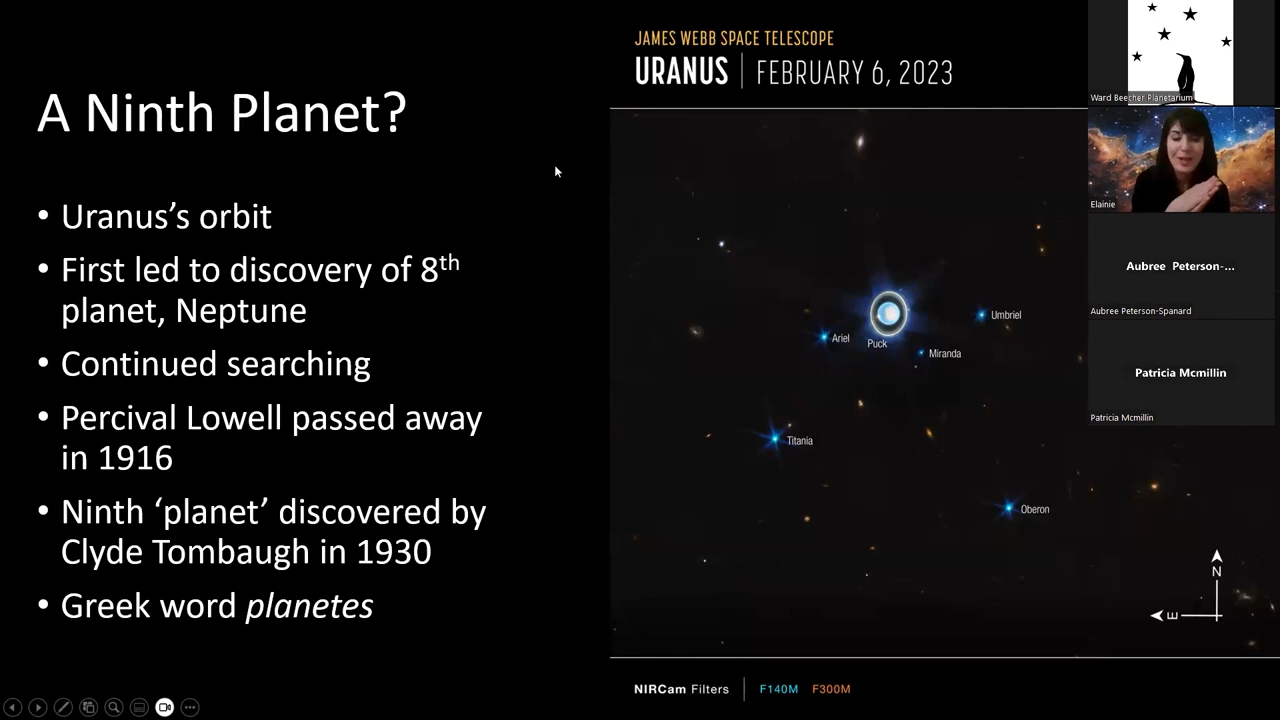 A Ninth Planet?
• Uranus’s orbit
• First led to discovery of 8th
planet, Neptune
• Continued searching
• Percival Lowell passed away
in 1916
• Ninth ‘planet’ discovered by
Clyde Tombaugh in 1930
• Greek word planetes
JAMES WEBB SPACE TELESCOPE
URANUS | FEBRUARY 6, 2023
Umbriel
Ariel
Puck
Miranda
Titania
Oberon
N
E
NIRCam Filters | F140M F300M
Ward Beecher Planetarium
Elainie
Aubree Peterson-...
Aubree Peterson-Spanard
Patricia Mcmillin
Patricia Mcmillin